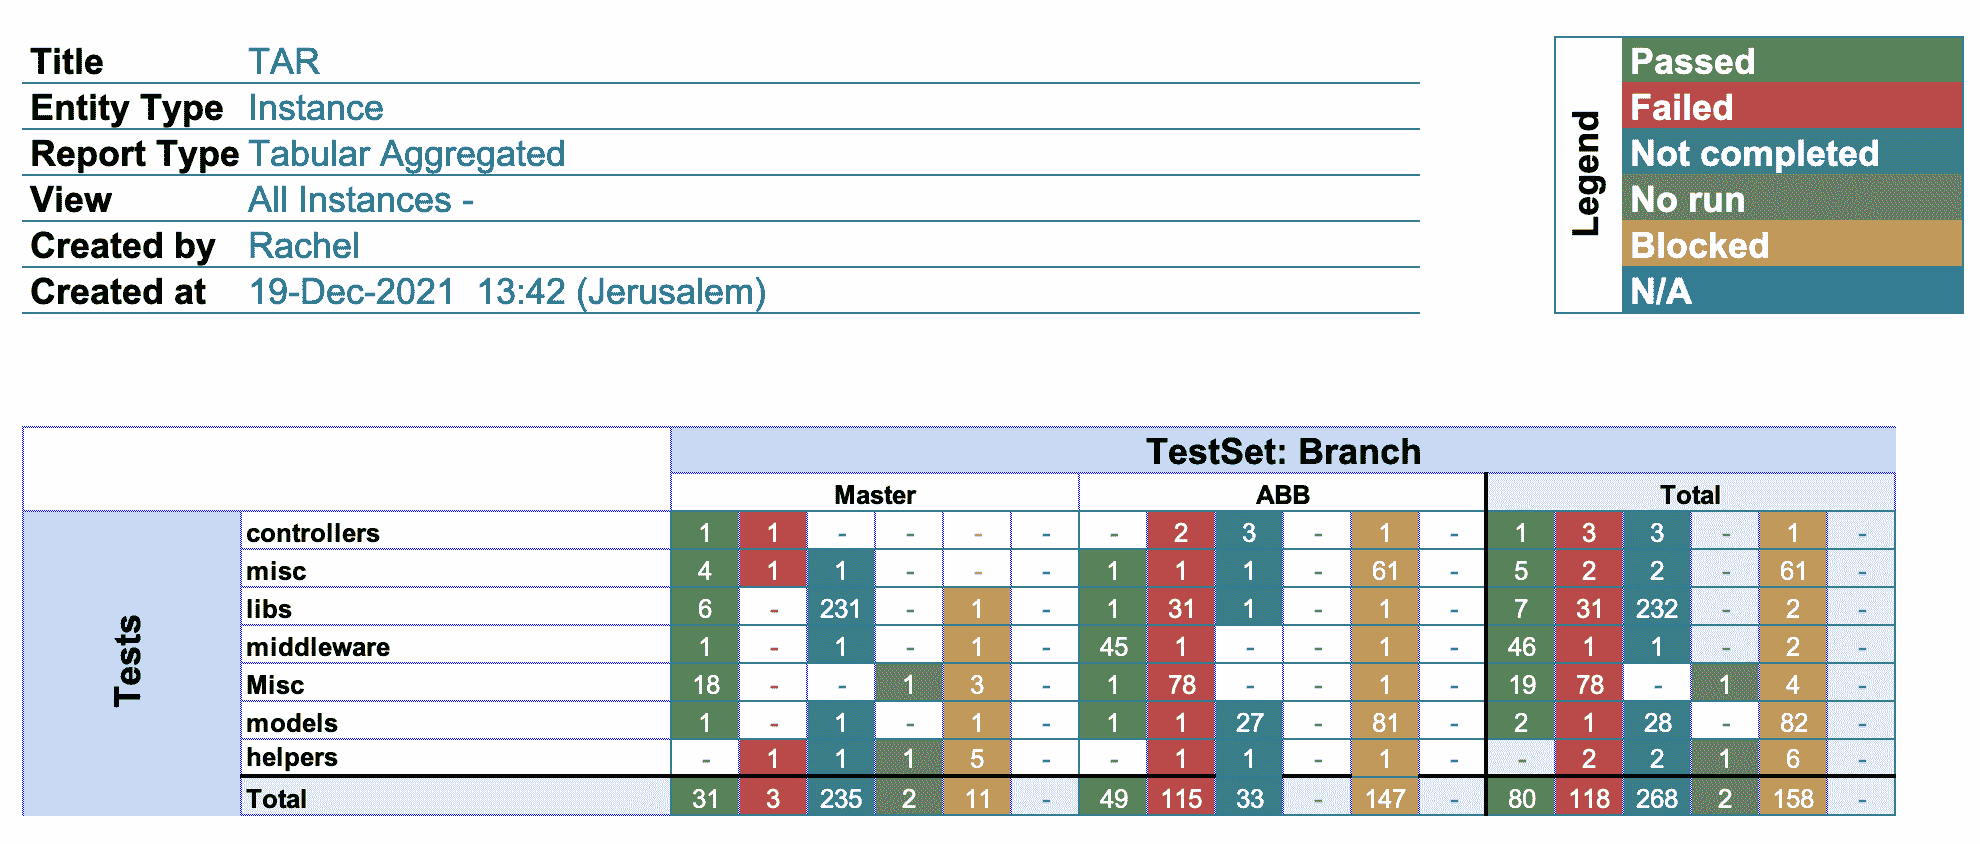 Title TAR
Entity Type Instance
Report Type Tabular Aggregated
View All Instances -
Created by Rachel
Created at 19-Dec-2021 13:42 (Jerusalem)
Legend
Passed
Failed
Not completed
No run
Blocked
N/A
TestSet: Branch
Master ABB Total
Tests
controllers 1 1 - - - - - 2 3 - 1 - 1 3 3 - 1 -
misc 4 1 1 - - - 1 1 1 - 61 - 5 2 2 - 61 -
libs 6 - 231 - 1 - 1 31 1 - 1 - 7 31 232 - 2 -
middleware 1 - 1 - 1 - 45 1 - - 1 - 46 1 1 - 2 -
Misc 18 - - 1 3 - 1 78 - - 1 - 19 78 - 1 4 -
models 1 - 1 - 1 - 1 1 27 - 81 - 2 1 28 - 82 -
helpers - 1 1 1 5 - - 1 1 - 1 - - 2 2 1 6 -
Total 31 3 235 2 11 - 49 115 33 - 147 - 80 118 268 2 158 -